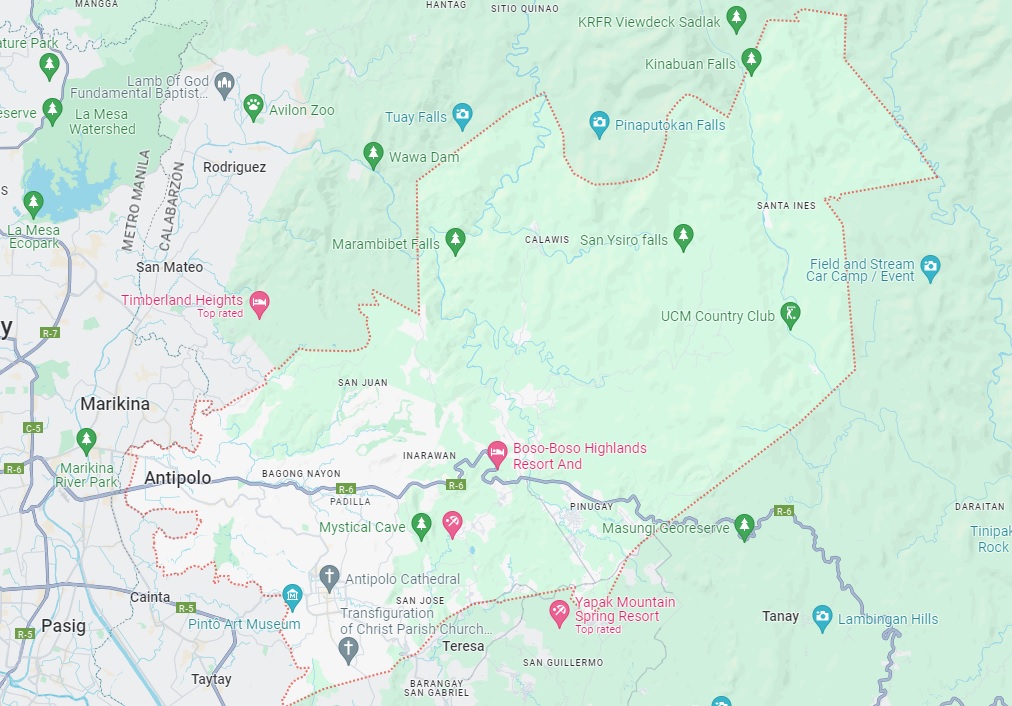 MANGGA
HANTAG
SITIO QUINAO
KRFR Viewdeck Sadlak
ature Park
Kinabuan Falls
Lamb Of God
Fundamental Baptist...
eserve
La Mesa
Watershed
Avilon Zoo
Tuay Falls
Pinaputokan Falls
Wawa Dam
Rodriguez
METRO MANILA
CALABARZON
s
La Mesa
Ecopark
SANTA INES
Marambibet Falls
CALAWIS
San Ysiro falls
San Mateo
Field and Stream
Car Camp / Event
Timberland Heights
Top rated
UCM Country Club
y
R-7
SAN JUAN
Marikina
C-5
Boso-Boso Highlands
Resort And
INARAWAN
R-6
Marikina
River Park
Antipolo
BAGONG NAYON
R-6
R-6
PADILLA
PINUGAY
R-6
DARAITAN
Mystical Cave
Masungi Georeserve
Tinipak
Rock
Antipolo Cathedral
Cainta
R-5
SAN JOSE
Yapak Mountain
Spring Resort
Top rated
Pinto Art Museum
Transfiguration
of Christ Parish Church...
Tanay
Lambingan Hills
R-5
Pasig
Teresa
SAN GUILLERMO
Taytay
BARANGAY
SAN GABRIEL